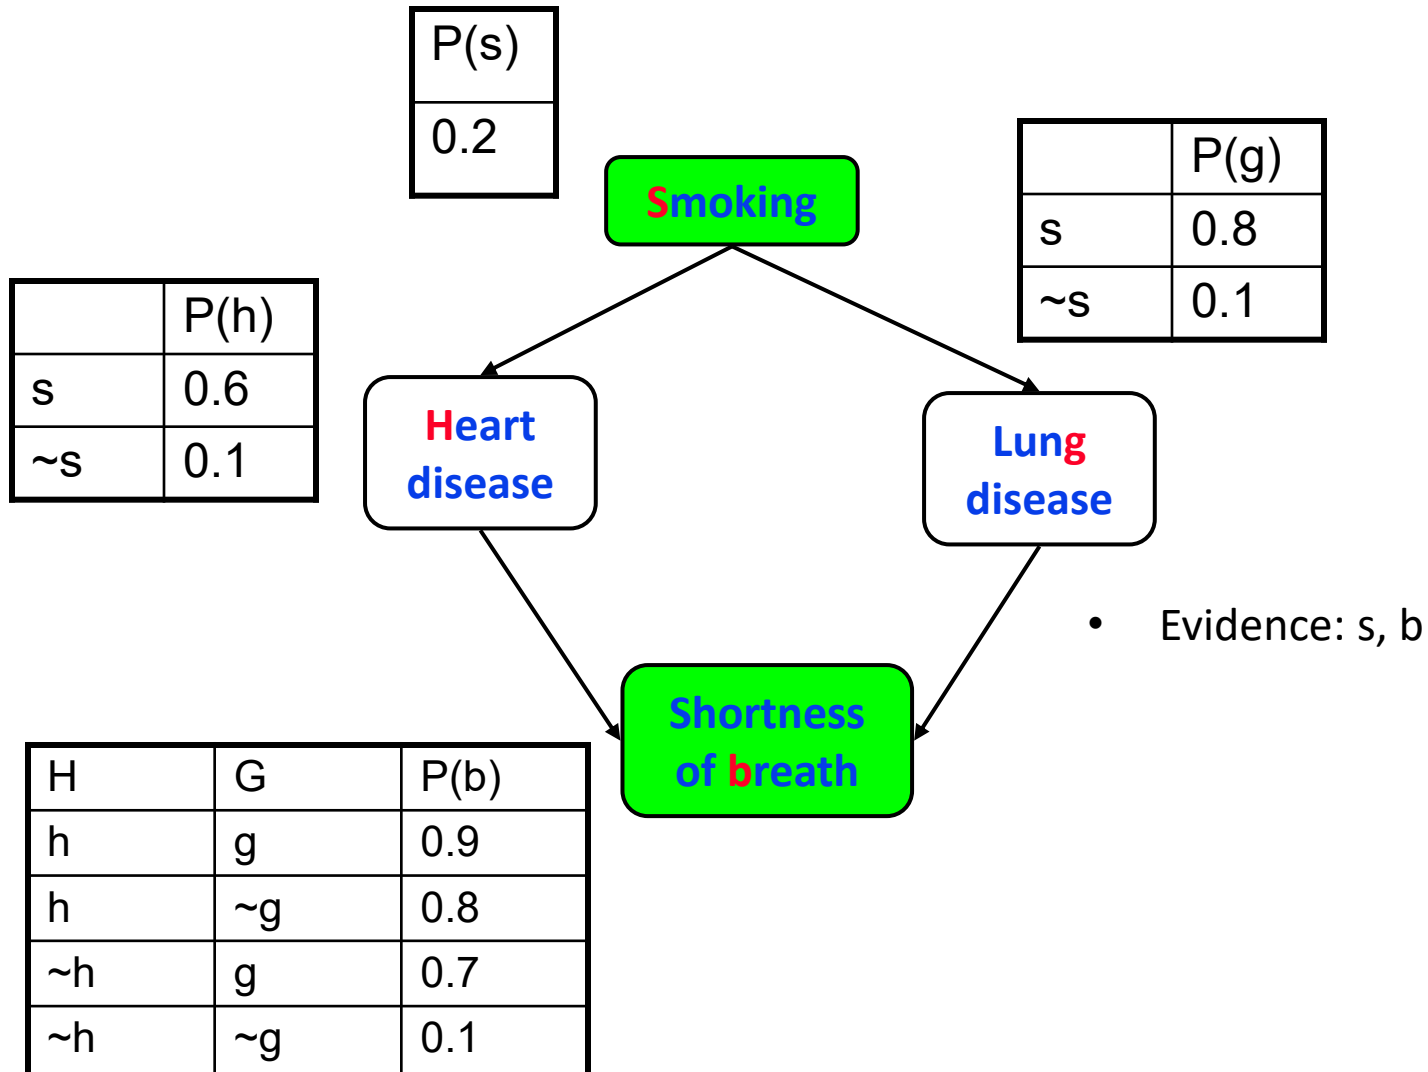 P(s)
0.2
Smoking
P(g)
s 0.8
~s 0.1
P(h)
s 0.6
~s 0.1
Heart
disease
Lung
disease
• Evidence: s, b
Shortness
of breath
H G P(b)
h g 0.9
h ~g 0.8
~h g 0.7
~h ~g 0.1